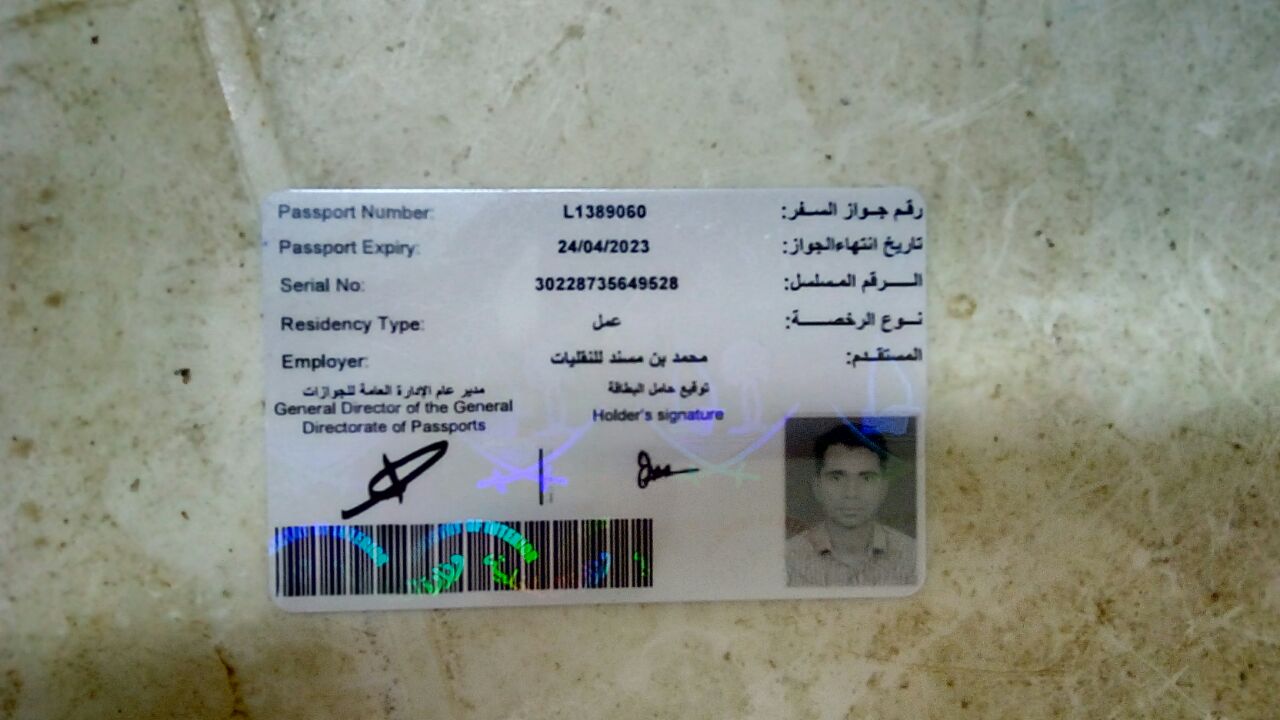 Passport Number: L1389060 رقم جواز السفر:
Passport Expiry: 24/04/2023 تاريخ انتهاءالجواز:
Serial No: 30228735649528 الرقم المسلسل:
Residency Type: عمل نوع الرخصة:
Employer: محمد بن مسند للنقليات المستقدم:
مدير عام الإدارة العامة للجوازات توقيع حامل البطاقة
General Director of the General Holder's signature
Directorate of Passports
OF INTERIOR